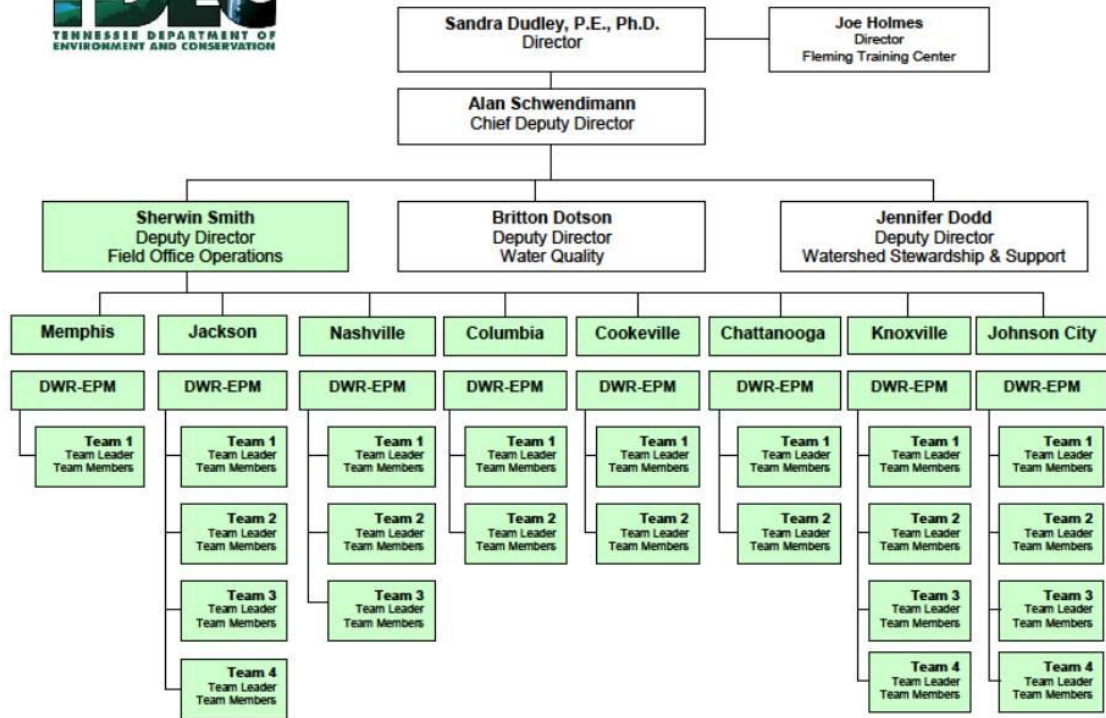 TENNESSEE DEPARTMENT OF
ENVIRONMENT AND CONSERVATION
Sandra Dudley, P.E., Ph.D.
Director
Joe Holmes
Director
Fleming Training Center
Alan Schwendimann
Chief Deputy Director
Sherwin Smith
Deputy Director
Field Office Operations
Britton Dotson
Deputy Director
Water Quality
Jennifer Dodd
Deputy Director
Watershed Stewardship & Support
Memphis
Jackson
Nashville
Columbia
Cookeville
Chattanooga
Knoxville
Johnson City
DWR-EPM
DWR-EPM
DWR-EPM
DWR-EPM
DWR-EPM
DWR-EPM
DWR-EPM
DWR-EPM
Team 1
Team Leader
Team Members
Team 1
Team Leader
Team Members
Team 1
Team Leader
Team Members
Team 1
Team Leader
Team Members
Team 1
Team Leader
Team Members
Team 1
Team Leader
Team Members
Team 1
Team Leader
Team Members
Team 1
Team Leader
Team Members
Team 2
Team Leader
Team Members
Team 2
Team Leader
Team Members
Team 2
Team Leader
Team Members
Team 2
Team Leader
Team Members
Team 2
Team Leader
Team Members
Team 2
Team Leader
Team Members
Team 2
Team Leader
Team Members
Team 3
Team Leader
Team Members
Team 3
Team Leader
Team Members
Team 3
Team Leader
Team Members
Team 3
Team Leader
Team Members
Team 4
Team Leader
Team Members
Team 4
Team Leader
Team Members
Team 4
Team Leader
Team Members